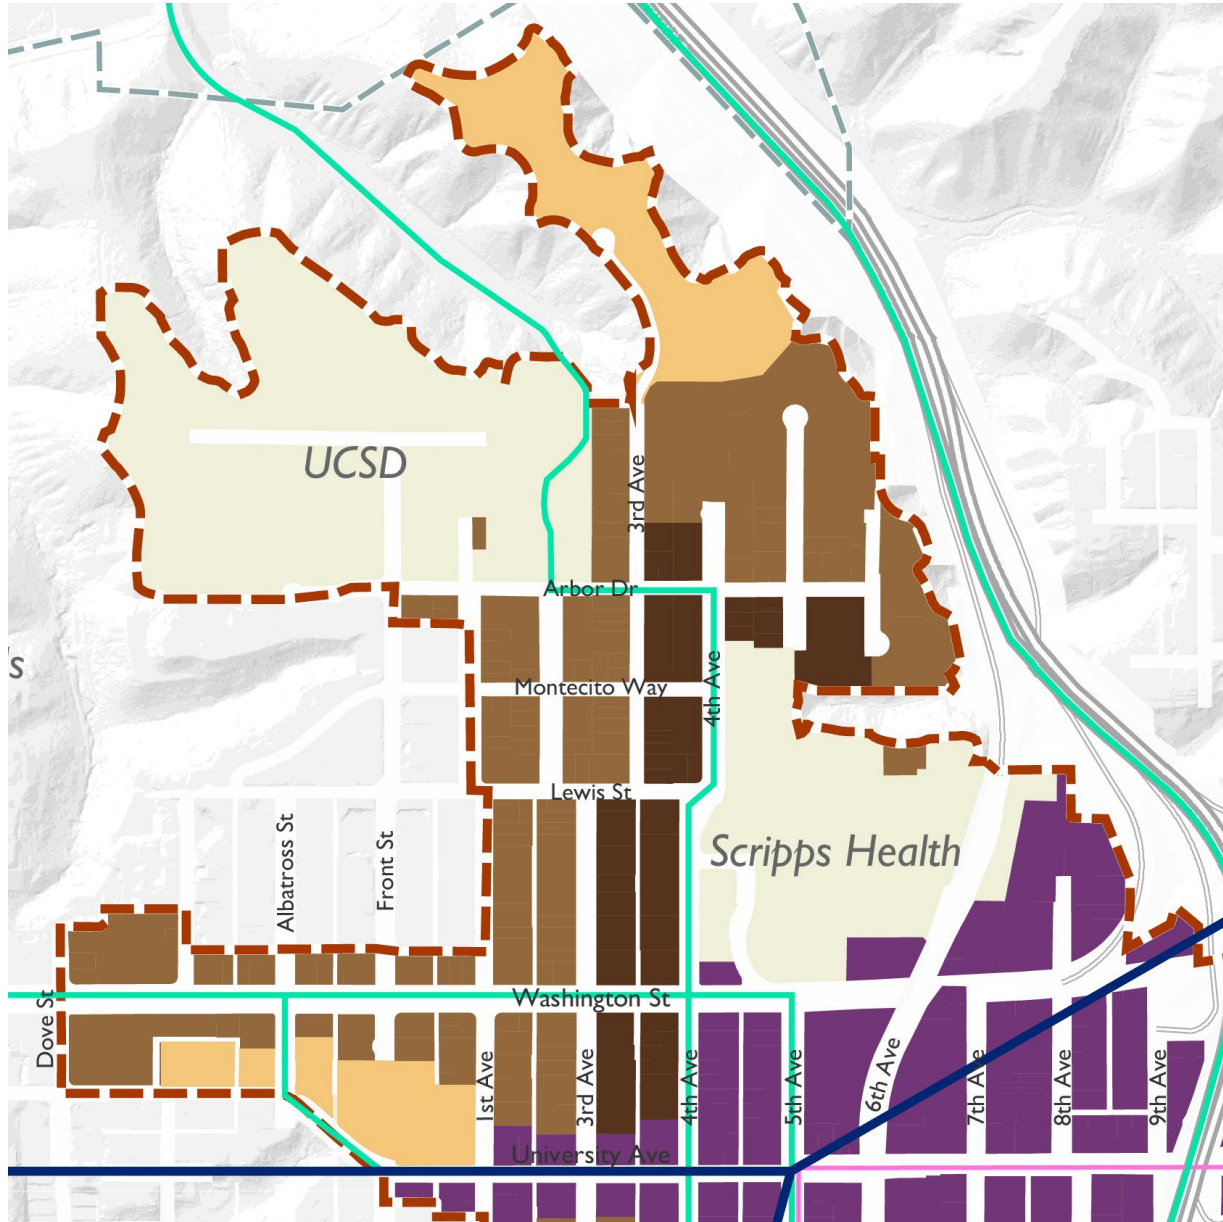 UCSD
3rd Ave
Arbor Dr
Montecito Way
4th Ave
Lewis St
Albatross St
Front St
Scripps Health
Washington St
Dove St
1st Ave
3rd Ave
4th Ave
5th Ave
6th Ave
7th Ave
8th Ave
9th Ave
University Ave